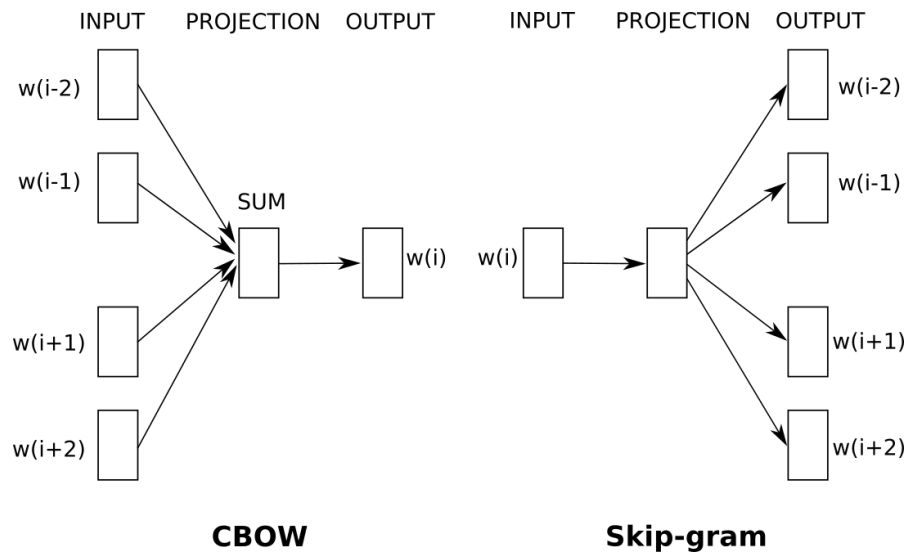 INPUT PROJECTION OUTPUT
w(i-2)
w(i-1)
SUM
w(i)
w(i+1)
w(i+2)
CBOW
INPUT PROJECTION OUTPUT
w(i-2)
w(i-1)
w(i)
w(i+1)
w(i+2)
Skip-gram